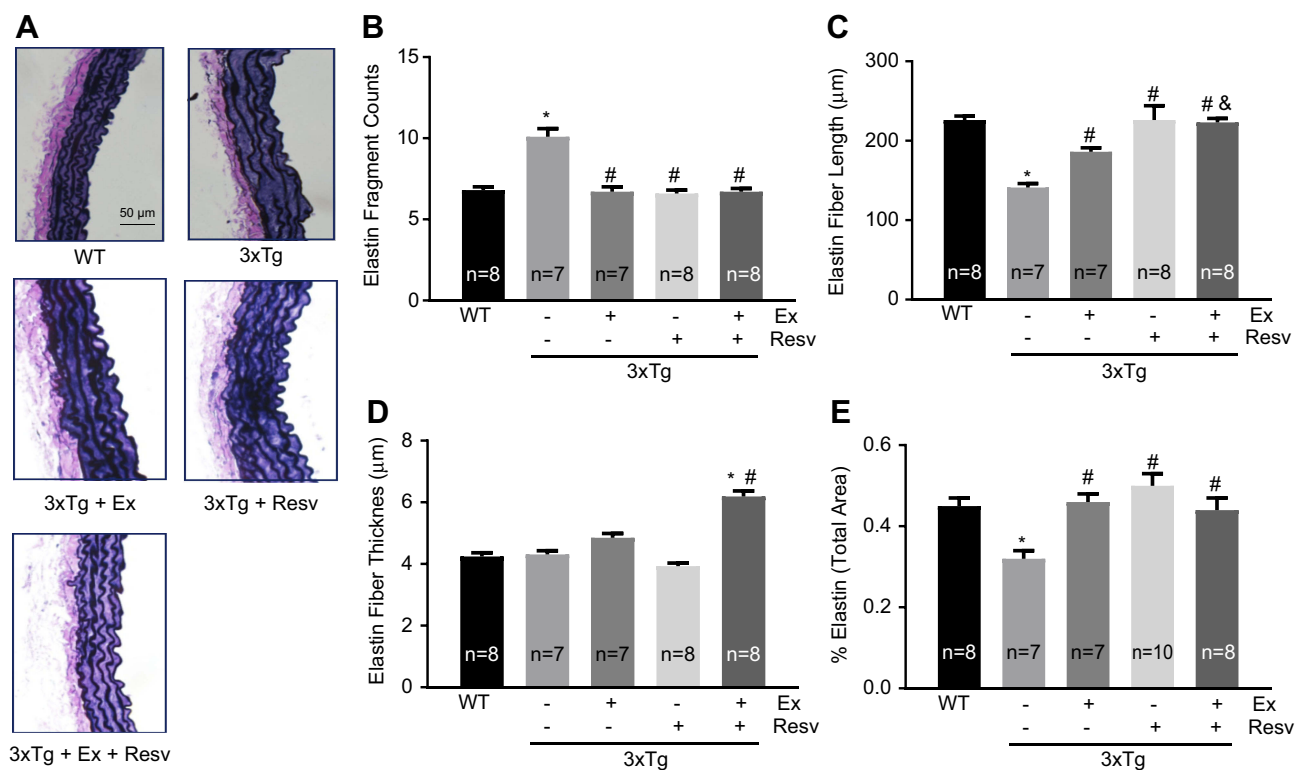 A
50 µm
WT
3xTg
3xTg + Ex
3xTg + Resv
3xTg + Ex + Resv
B
Elastin Fragment Counts
15
10
5
0
*
#
#
#
n=8
n=7
n=7
n=8
n=8
WT
- + - + Ex
- - + + Resv
3xTg
C
Elastin Fiber Length (µm)
300
200
100
0
*
#
#
# &
n=8
n=7
n=7
n=8
n=8
WT
- + - + Ex
- - + + Resv
3xTg
D
Elastin Fiber Thicknes (µm)
8
6
4
2
0
* #
n=8
n=7
n=7
n=8
n=8
WT
- + - + Ex
- - + + Resv
3xTg
E
% Elastin (Total Area)
0.6
0.4
0.2
0.0
*
#
#
#
n=8
n=7
n=7
n=10
n=8
WT
- + - + Ex
- - + + Resv
3xTg